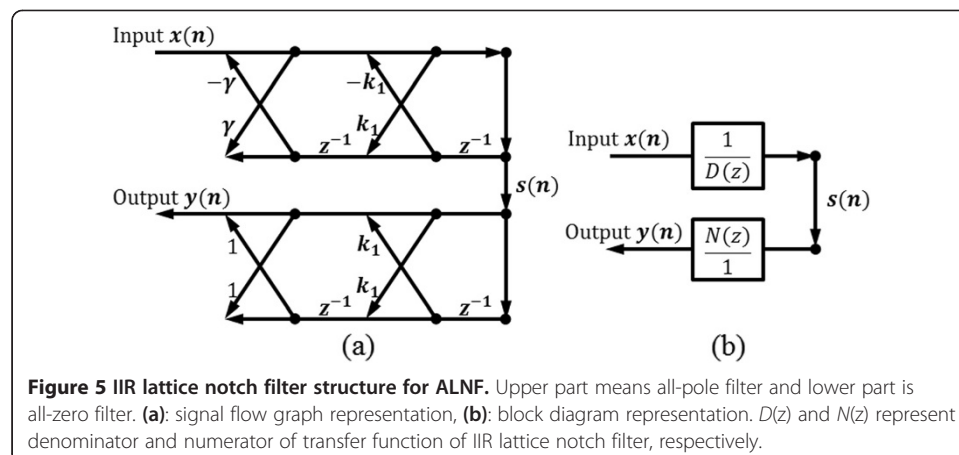 Input x(n)
−γ
−k₁
γ
k₁
z⁻¹
z⁻¹
s(n)
Output y(n)
1
k₁
1
k₁
z⁻¹
z⁻¹
(a)
Input x(n)
1
D(z)
s(n)
Output y(n)
N(z)
1
(b)
Figure 5 IIR lattice notch filter structure for ALNF. Upper part means all-pole filter and lower part is
all-zero filter. (a): signal flow graph representation, (b): block diagram representation. D(z) and N(z) represent
denominator and numerator of transfer function of IIR lattice notch filter, respectively.